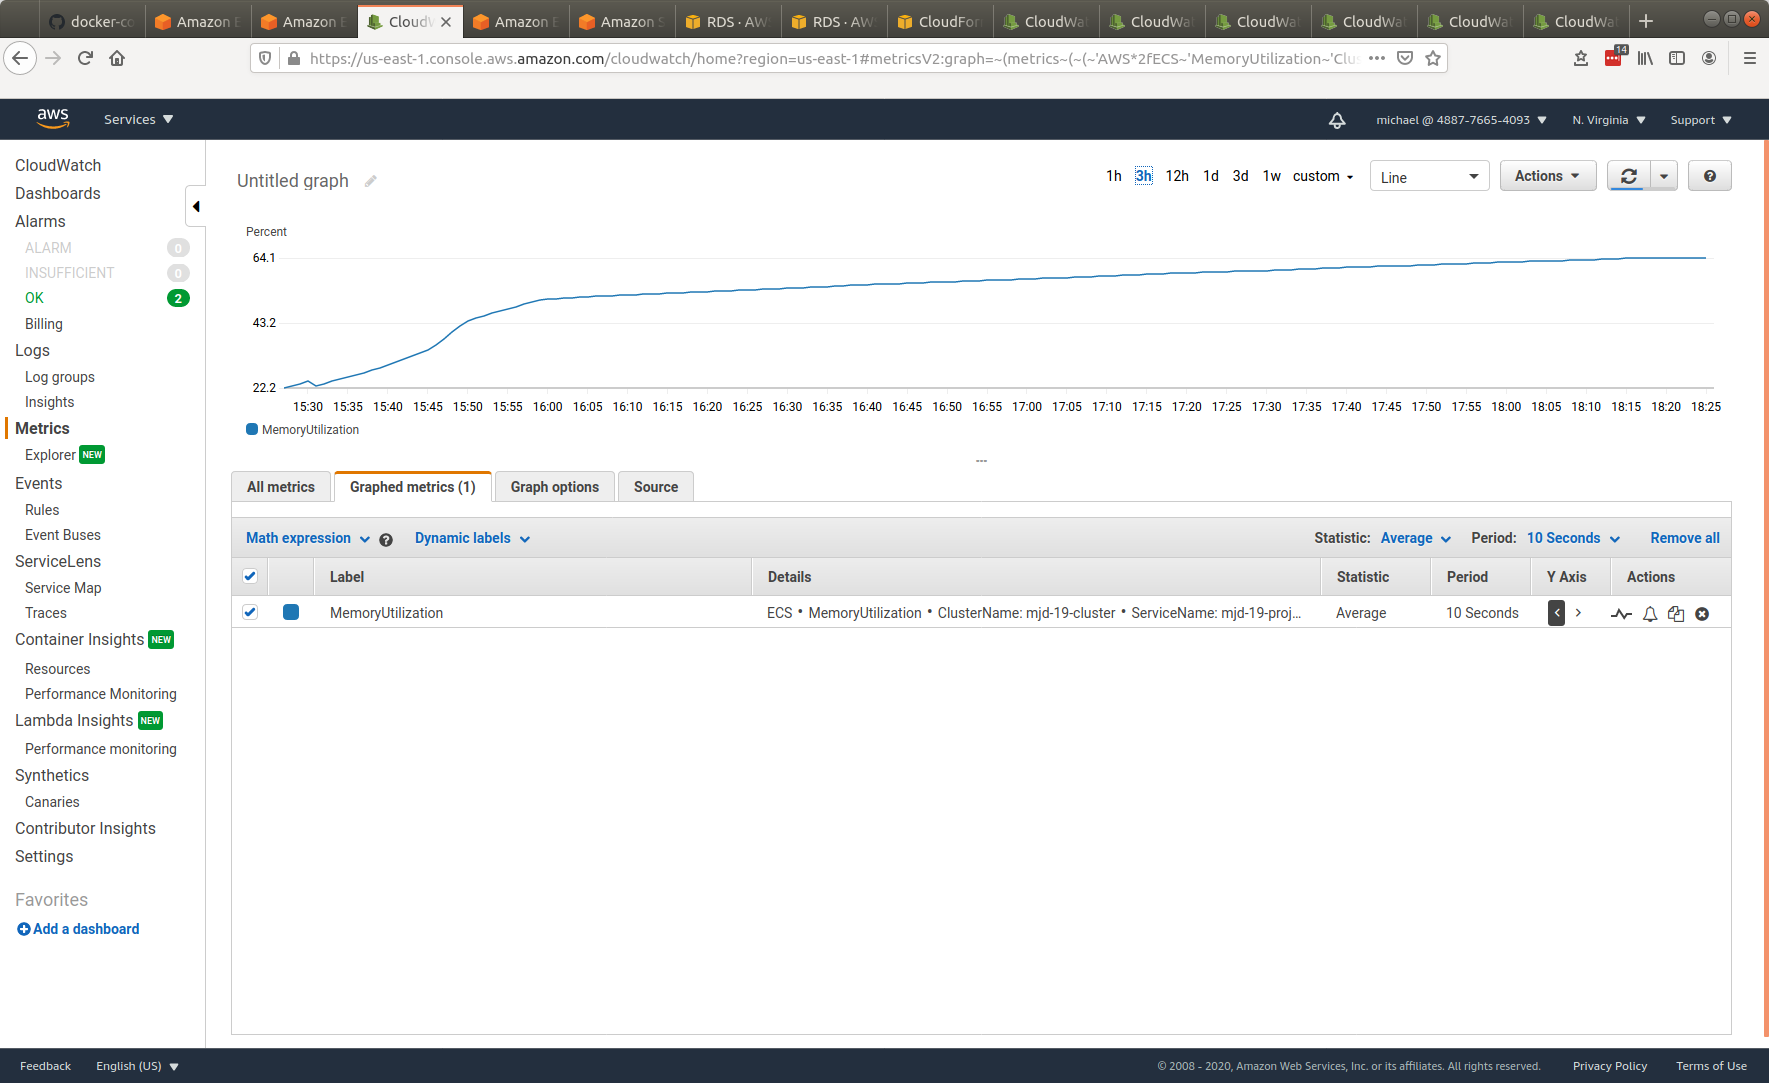 docker-co
Amazon E
Amazon E
CloudW
Amazon E
Amazon S
RDS · AWS
RDS · AWS
CloudFor
CloudWat
CloudWat
CloudWat
CloudWat
CloudWat
CloudWat
https://us-east-1.console.aws.amazon.com/cloudwatch/home?region=us-east-1#metricsV2:graph=~(metrics~(~(~'AWS*2fECS~'MemoryUtilization~'Clus
14
aws
Services
michael @ 4887-7665-4093
N. Virginia
Support
CloudWatch
Dashboards
Alarms
ALARM 0
INSUFFICIENT 0
OK 2
Billing
Logs
Log groups
Insights
Metrics
Explorer NEW
Events
Rules
Event Buses
ServiceLens
Service Map
Traces
Container Insights NEW
Resources
Performance Monitoring
Lambda Insights NEW
Performance monitoring
Synthetics
Canaries
Contributor Insights
Settings
Favorites
Add a dashboard
Untitled graph
1h 3h 12h 1d 3d 1w custom
Line
Actions
Percent
64.1
43.2
22.2
15:30 15:35 15:40 15:45 15:50 15:55 16:00 16:05 16:10 16:15 16:20 16:25 16:30 16:35 16:40 16:45 16:50 16:55 17:00 17:05 17:10 17:15 17:20 17:25 17:30 17:35 17:40 17:45 17:50 17:55 18:00 18:05 18:10 18:15 18:20 18:25
MemoryUtilization
All metrics
Graphed metrics (1)
Graph options
Source
Math expression
Dynamic labels
Statistic: Average
Period: 10 Seconds
Remove all
Label Details Statistic Period Y Axis Actions
MemoryUtilization ECS • MemoryUtilization • ClusterName: mjd-19-cluster • ServiceName: mjd-19-proj... Average 10 Seconds
Feedback
English (US)
© 2008 - 2020, Amazon Web Services, Inc. or its affiliates. All rights reserved.
Privacy Policy
Terms of Use